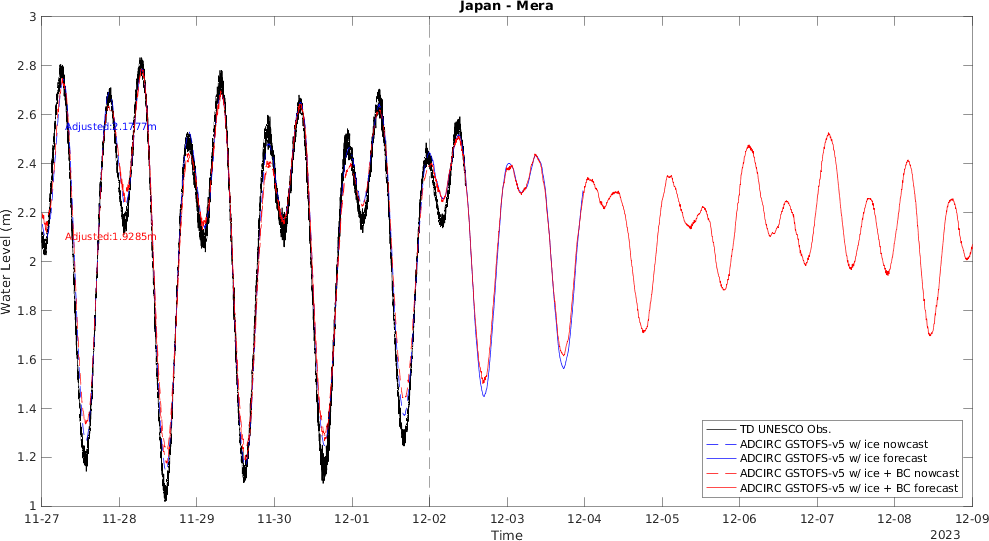 Japan - Mera
3
2.8
2.6
2.4
2.2
2
1.8
1.6
1.4
1.2
1
Water Level (m)
Adjusted:2.1777m
Adjusted:1.9285m
TD UNESCO Obs.
ADCIRC GSTOFS-v5 w/ ice nowcast
ADCIRC GSTOFS-v5 w/ ice forecast
ADCIRC GSTOFS-v5 w/ ice + BC nowcast
ADCIRC GSTOFS-v5 w/ ice + BC forecast
11-27 11-28 11-29 11-30 12-01 12-02 12-03 12-04 12-05 12-06 12-07 12-08 12-09
Time
2023